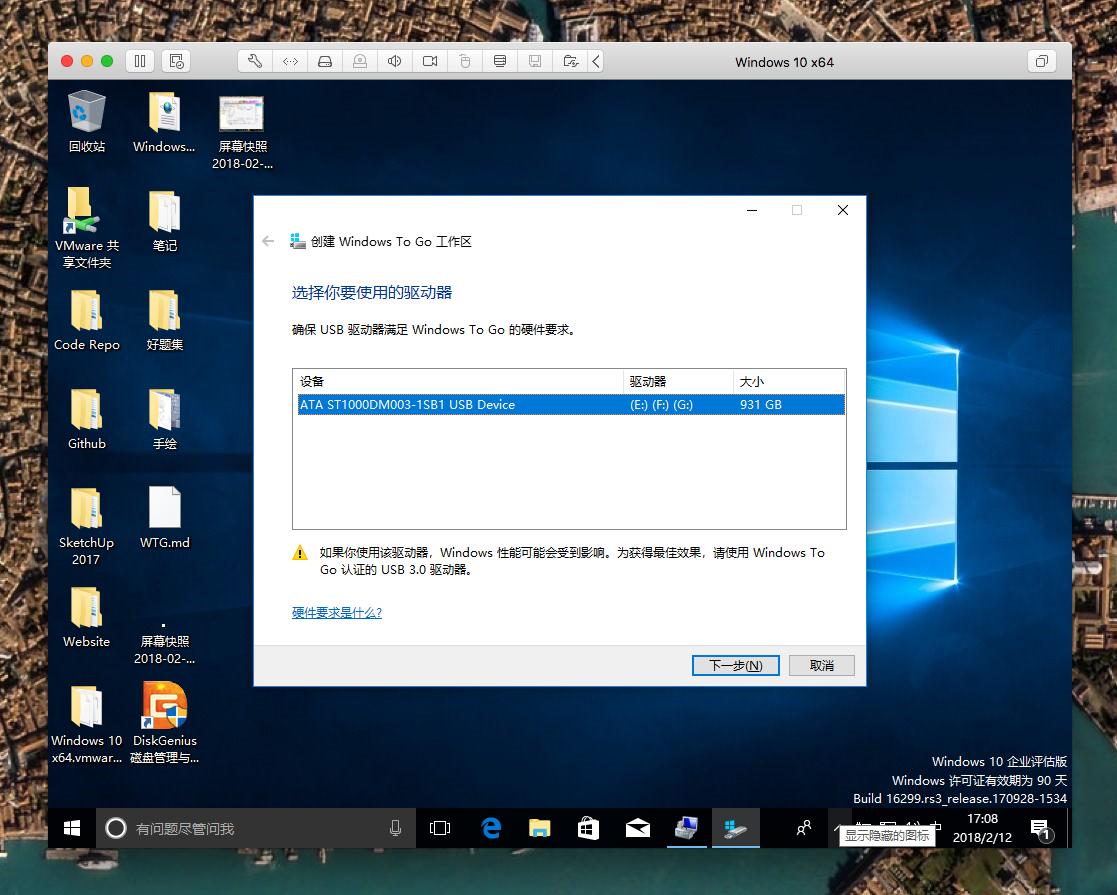 Windows 10 x64
回收站
Windows...
屏幕快照
2018-02-...
VMware 共
享文件夹
笔记
Code Repo
好题集
Github
手绘
SketchUp
2017
WTG.md
Website
屏幕快照
2018-02-...
Windows 10
x64.vmwar...
DiskGenius
磁盘管理与...
创建 Windows To Go 工作区
选择你要使用的驱动器
确保 USB 驱动器满足 Windows To Go 的硬件要求。
设备 驱动器 大小
ATA ST1000DM003-1SB1 USB Device (E:) (F:) (G:) 931 GB
如果你使用该驱动器，Windows 性能可能会受到影响。为获得最佳效果，请使用 Windows To
Go 认证的 USB 3.0 驱动器。
硬件要求是什么?
下一步(N) 取消
Windows 10 企业评估版
Windows 许可证有效期为 90 天
Build 16299.rs3_release.170928-1534
有问题尽管问我
显示隐藏的图标
中
17:08
2018/2/12
1